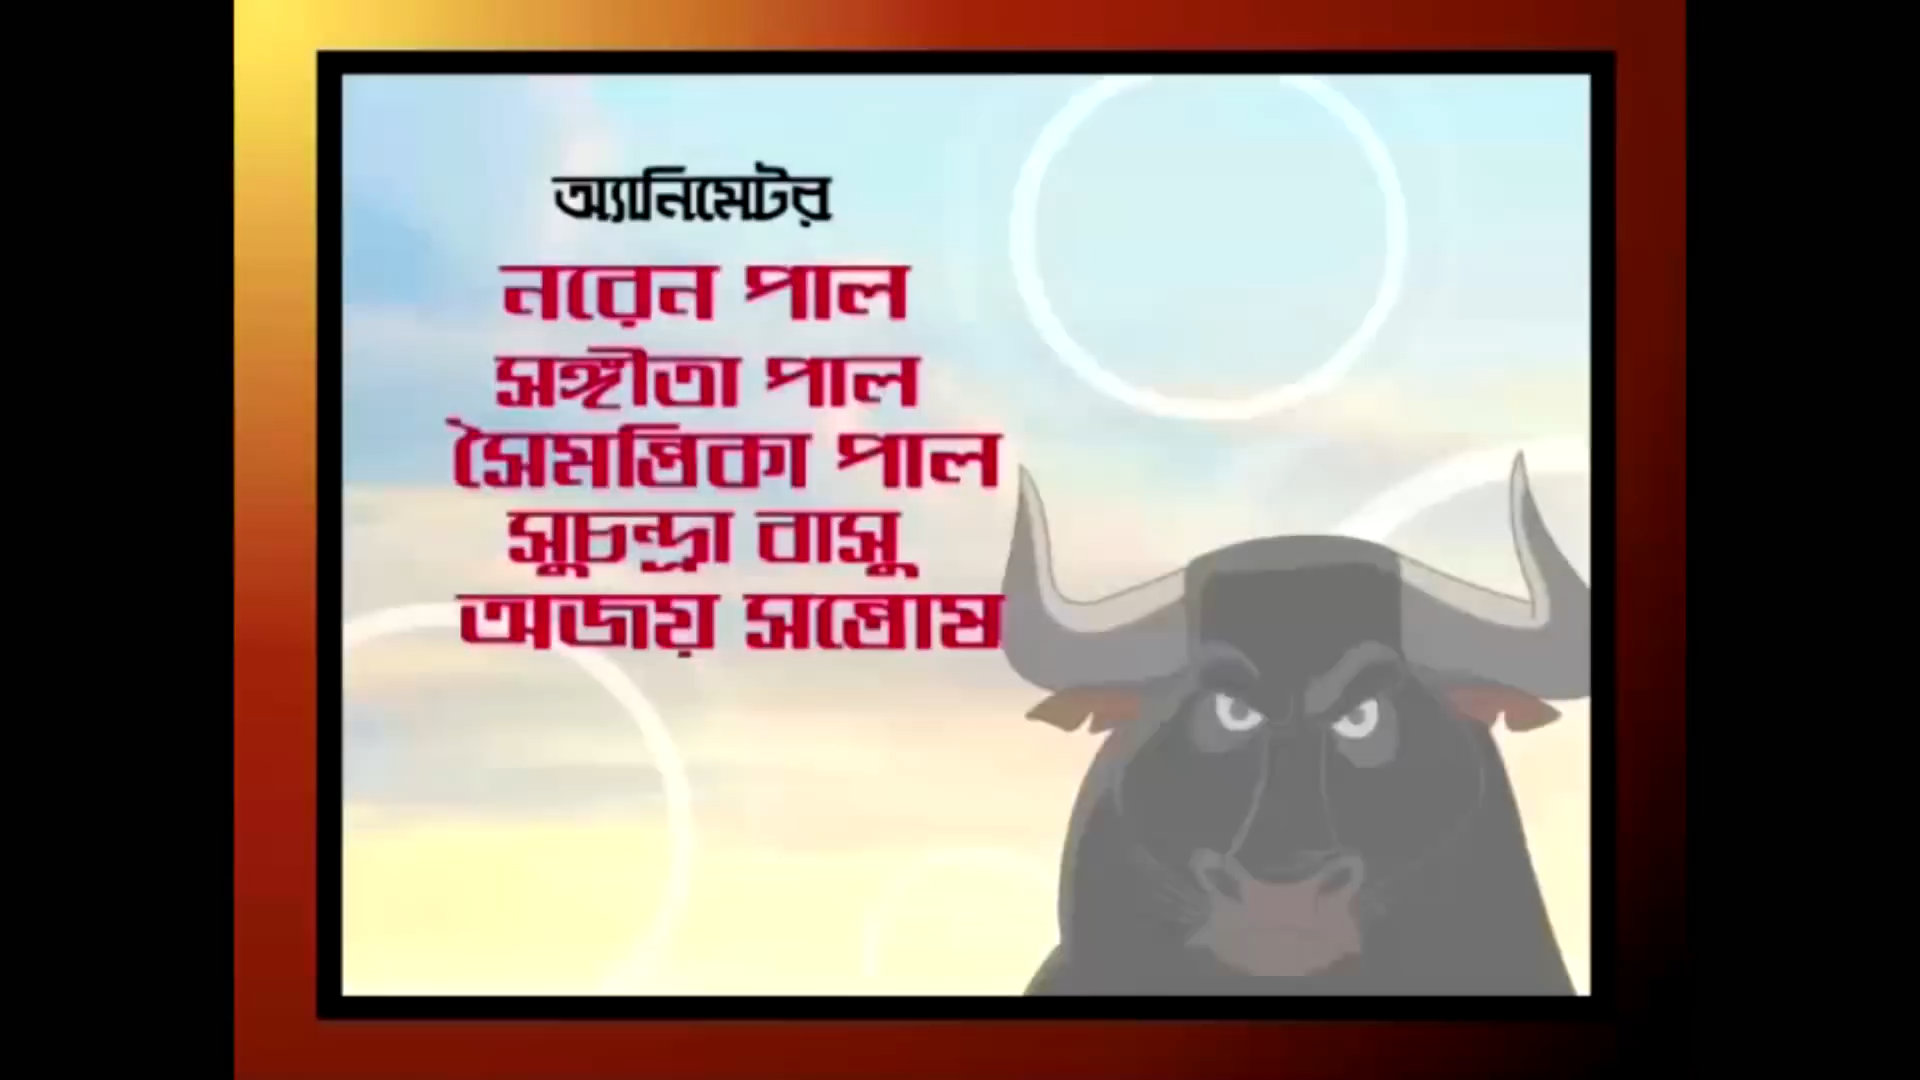 অ্যানিমেটর
নরেন পাল
সঙ্গীতা পাল
সৈমন্তিকা পাল
সুচন্দ্রা বাসু
অজয় সন্তোষ